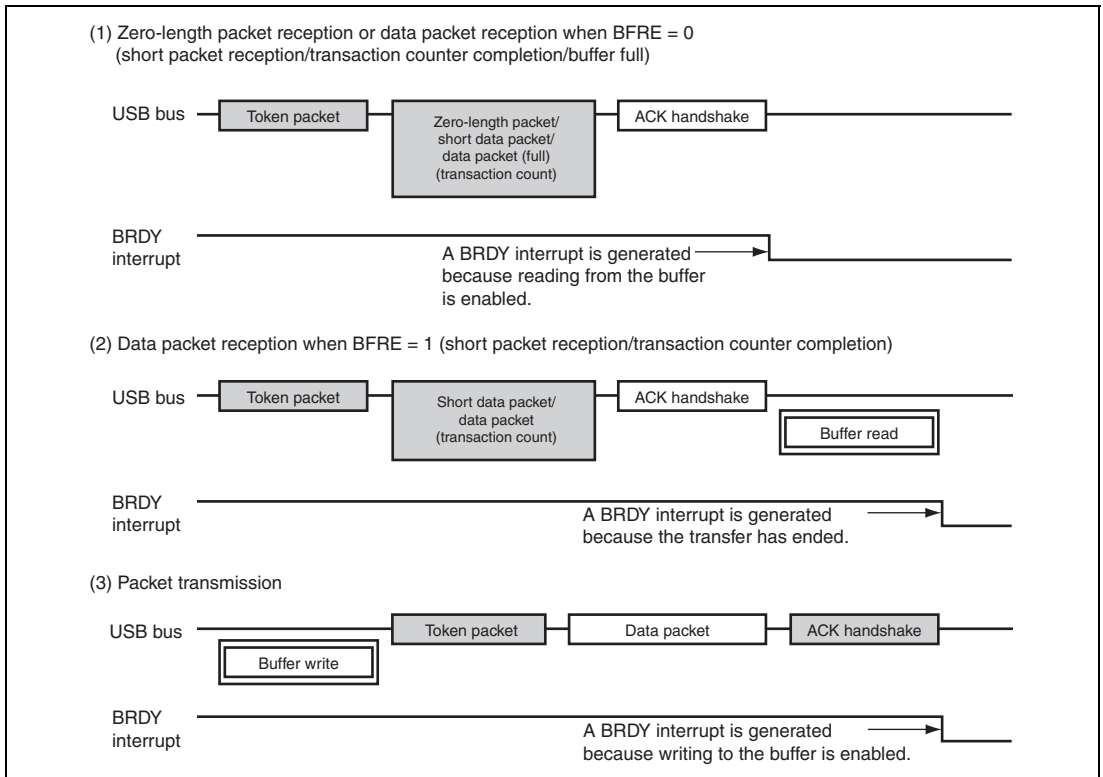 (1) Zero-length packet reception or data packet reception when BFRE = 0
(short packet reception/transaction counter completion/buffer full)
USB bus
Token packet
Zero-length packet/
short data packet/
data packet (full)
(transaction count)
ACK handshake
BRDY
interrupt
A BRDY interrupt is generated
because reading from the buffer
is enabled.
(2) Data packet reception when BFRE = 1 (short packet reception/transaction counter completion)
USB bus
Token packet
Short data packet/
data packet
(transaction count)
ACK handshake
Buffer read
BRDY
interrupt
A BRDY interrupt is generated
because the transfer has ended.
(3) Packet transmission
USB bus
Token packet
Data packet
ACK handshake
Buffer write
BRDY
interrupt
A BRDY interrupt is generated
because writing to the buffer is enabled.